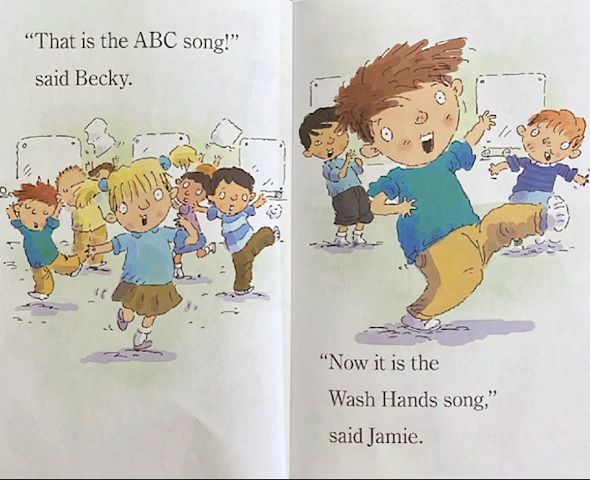 “That is the ABC song!”
said Becky.
“Now it is the
Wash Hands song,”
said Jamie.